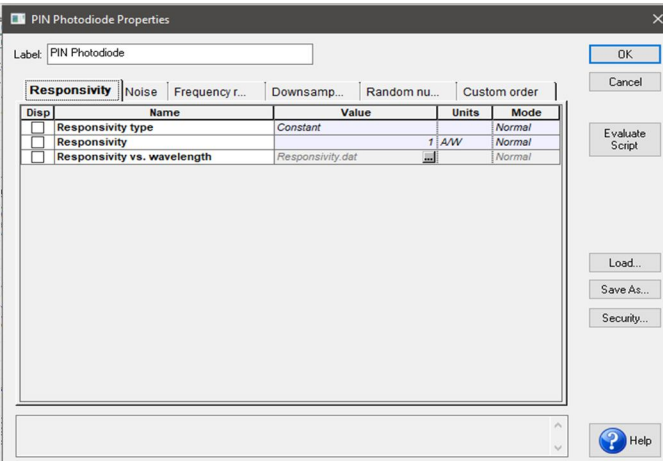 PIN Photodiode Properties
Label: PIN Photodiode
OK
Cancel
Evaluate
Script
Load...
Save As...
Security...
Help
Responsivity Noise Frequency r... Downsamp... Random nu... Custom order
Disp Name Value Units Mode
Responsivity type Constant Normal
Responsivity 1 A/W Normal
Responsivity vs. wavelength Responsivity.dat ... Normal